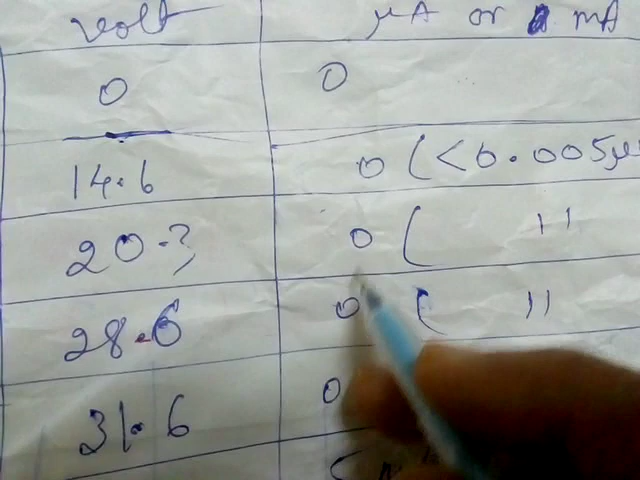 volt μA or mA
0 0
14.6 0 (<0.005μ
20.? 0 ( "
28.6 0 ( "
31.6 0